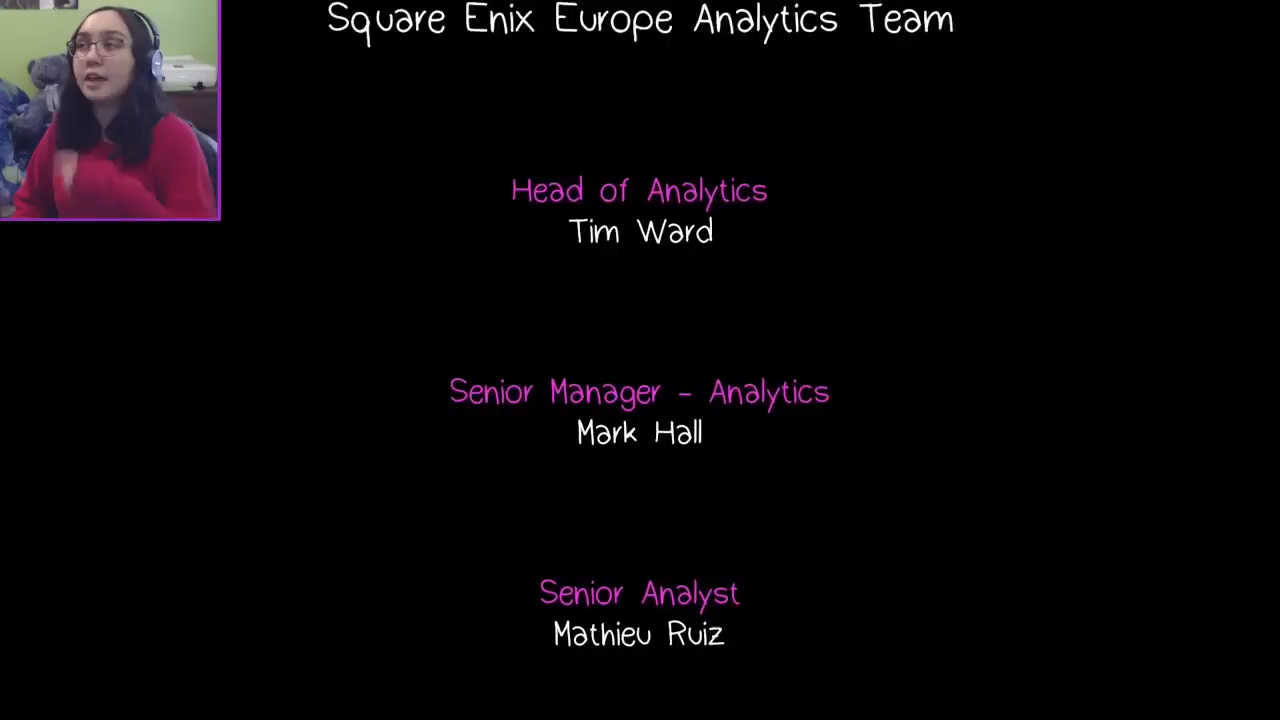 Square Enix Europe Analytics Team
Head of Analytics
Tim Ward
Senior Manager - Analytics
Mark Hall
Senior Analyst
Mathieu Ruiz